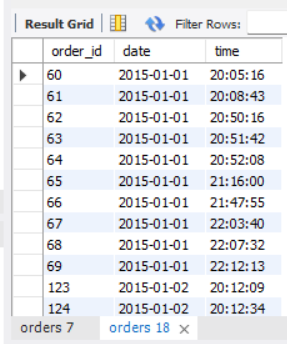 Result Grid Filter Rows:
order_id date time
60 2015-01-01 20:05:16
61 2015-01-01 20:08:43
62 2015-01-01 20:50:16
63 2015-01-01 20:51:42
64 2015-01-01 20:52:08
65 2015-01-01 21:16:00
66 2015-01-01 21:47:55
67 2015-01-01 22:03:40
68 2015-01-01 22:07:32
69 2015-01-01 22:12:13
123 2015-01-02 20:12:09
124 2015-01-02 20:12:34
orders 7 orders 18